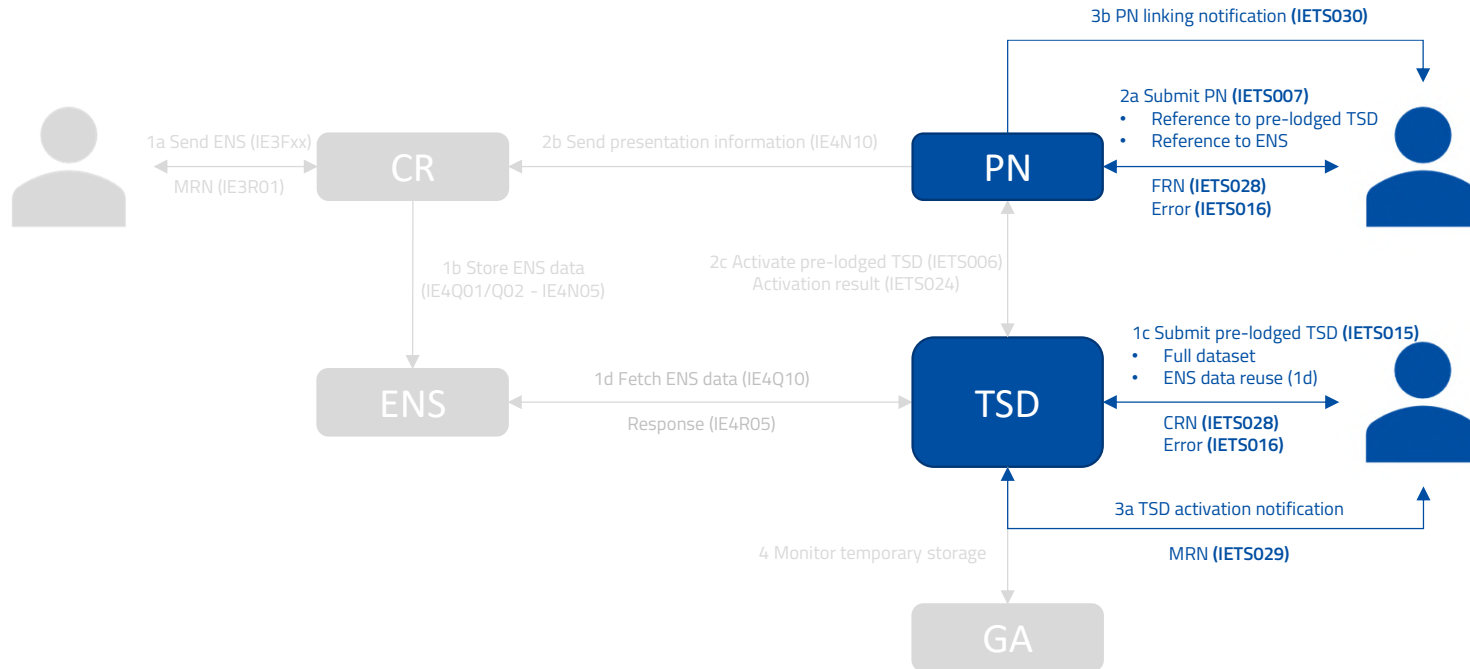 3b PN linking notification (IETS030)
2a Submit PN (IETS007)
• Reference to pre-lodged TSD
• Reference to ENS
1a Send ENS (IE3Fxx)
MRN (IE3R01)
CR
2b Send presentation information (IE4N10)
PN
FRN (IETS028)
Error (IETS016)
1b Store ENS data
(IE4Q01/Q02 - IE4N05)
2c Activate pre-lodged TSD (IETS006)
Activation result (IETS024)
1c Submit pre-lodged TSD (IETS015)
• Full dataset
• ENS data reuse (1d)
ENS
1d Fetch ENS data (IE4Q10)
Response (IE4R05)
TSD
CRN (IETS028)
Error (IETS016)
3a TSD activation notification
MRN (IETS029)
4 Monitor temporary storage
GA